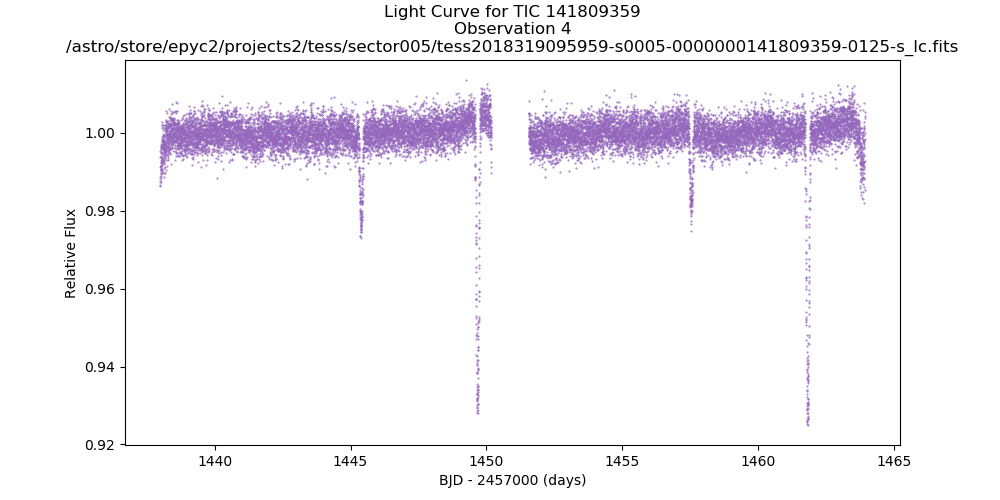 Light Curve for TIC 141809359
Observation 4
/astro/store/epyc2/projects2/tess/sector005/tess2018319095959-s0005-0000000141809359-0125-s_lc.fits
1.00
0.98
0.96
0.94
0.92
Relative Flux
1440
1445
1450
1455
1460
1465
BJD - 2457000 (days)